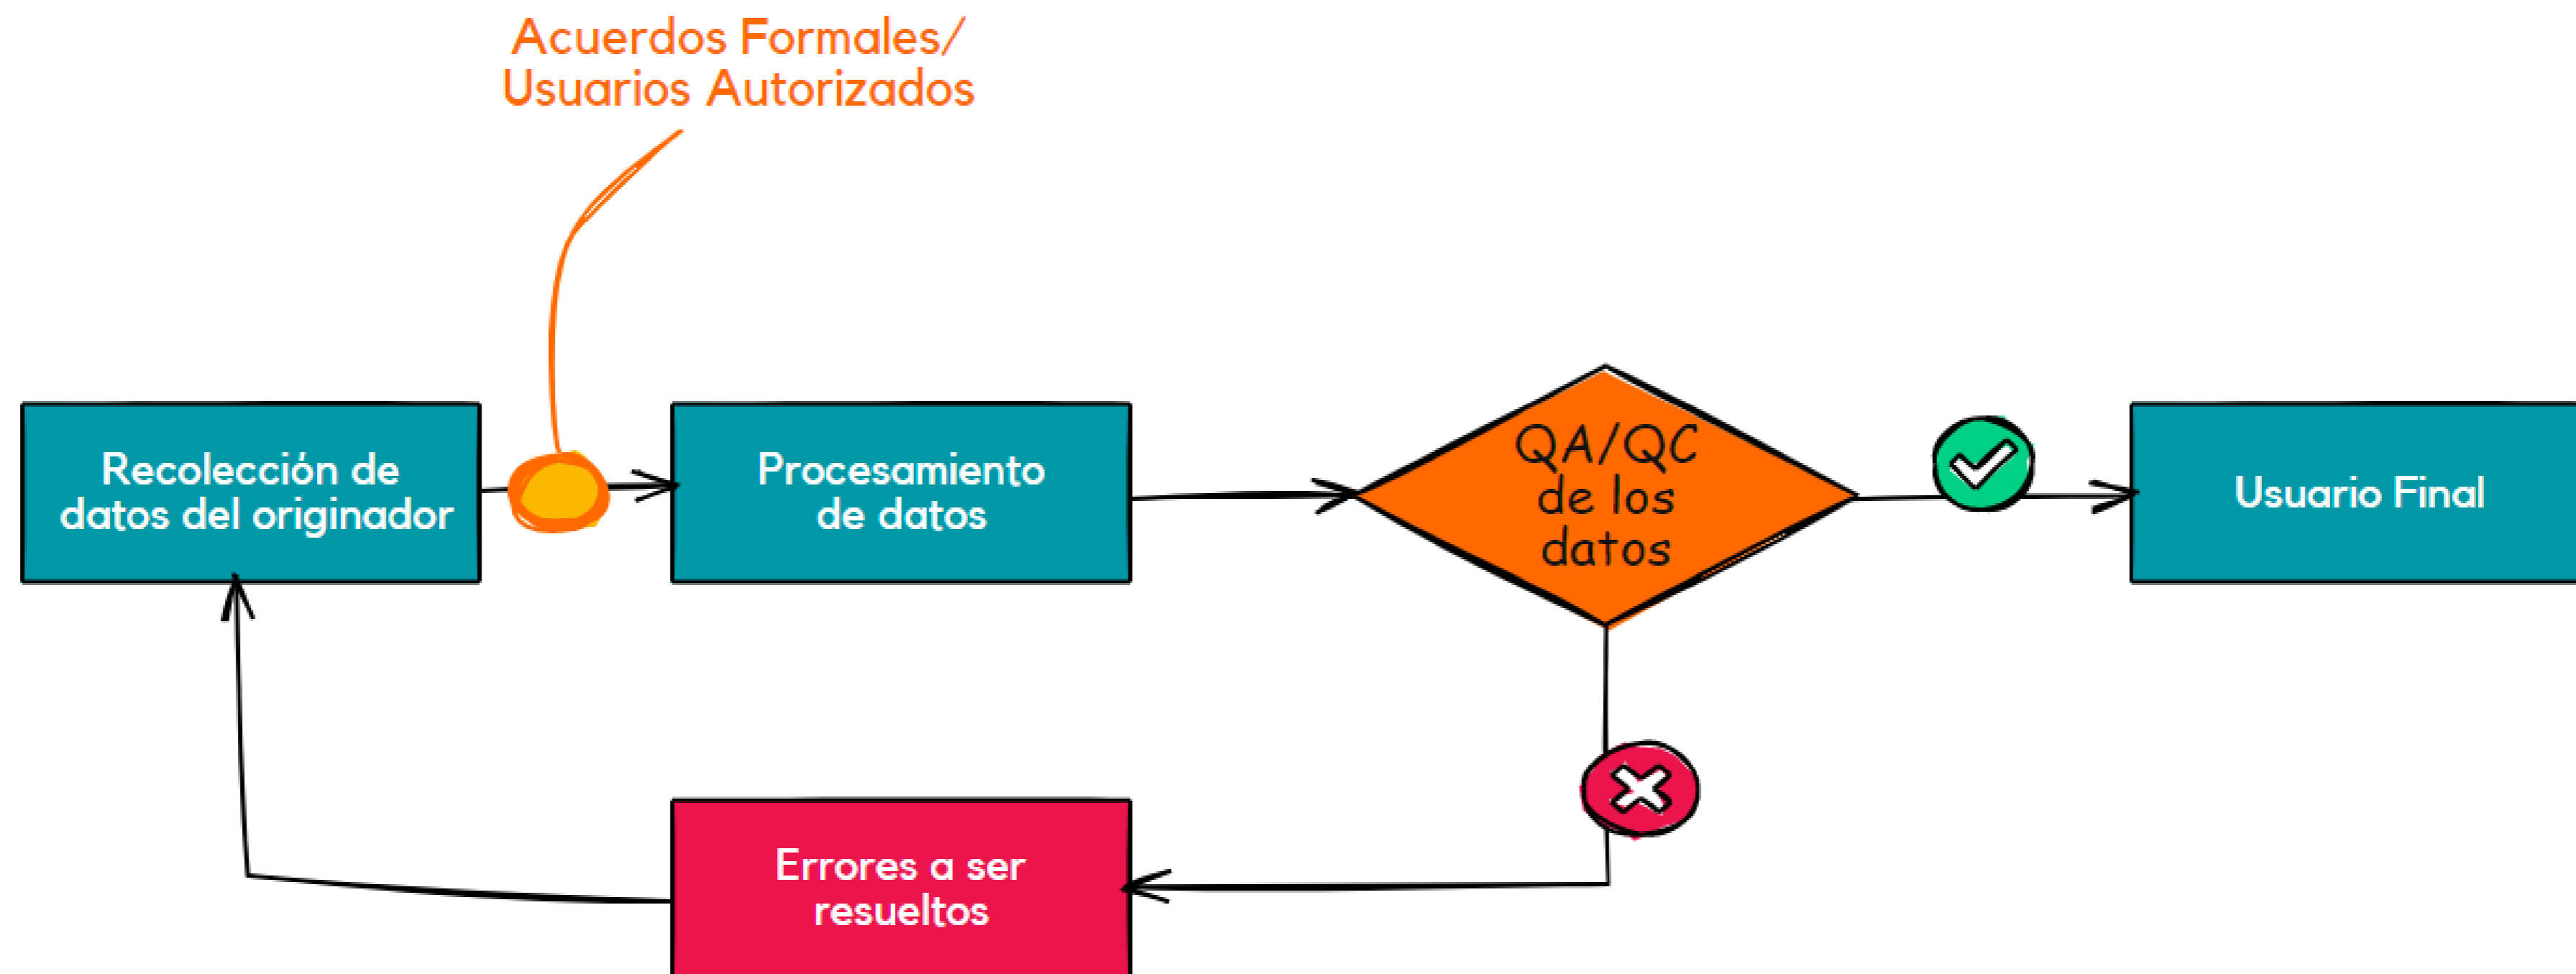 Acuerdos Formales/
Usuarios Autorizados
Recolección de
datos del originador
Procesamiento
de datos
QA/QC
de los
datos
Usuario Final
Errores a ser
resueltos